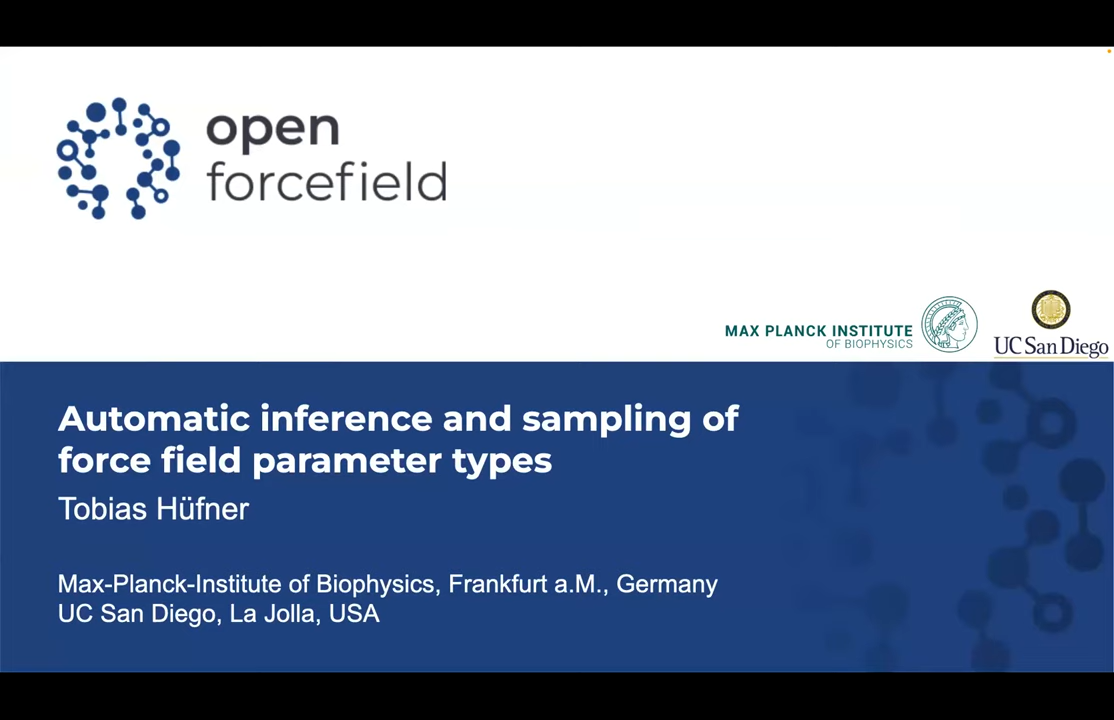 open
forcefield
MAX PLANCK INSTITUTE
OF BIOPHYSICS
UC San Diego
Automatic inference and sampling of
force field parameter types
Tobias Hüfner
Max-Planck-Institute of Biophysics, Frankfurt a.M., Germany
UC San Diego, La Jolla, USA